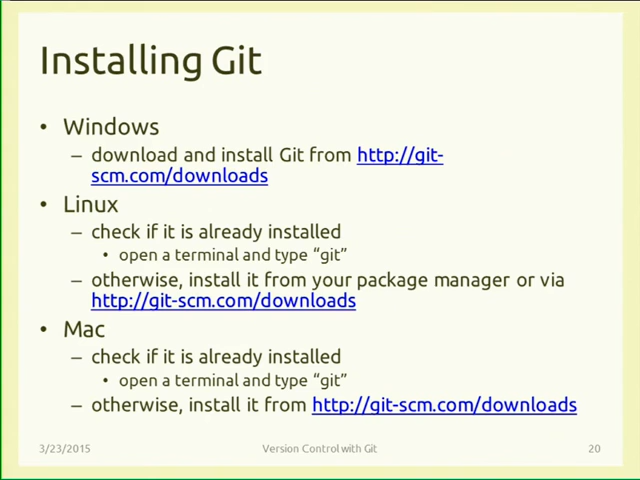 Installing Git
• Windows
– download and install Git from http://git-
scm.com/downloads
• Linux
– check if it is already installed
• open a terminal and type “git”
– otherwise, install it from your package manager or via
http://git-scm.com/downloads
• Mac
– check if it is already installed
• open a terminal and type “git”
– otherwise, install it from http://git-scm.com/downloads
3/23/2015 Version Control with Git 20